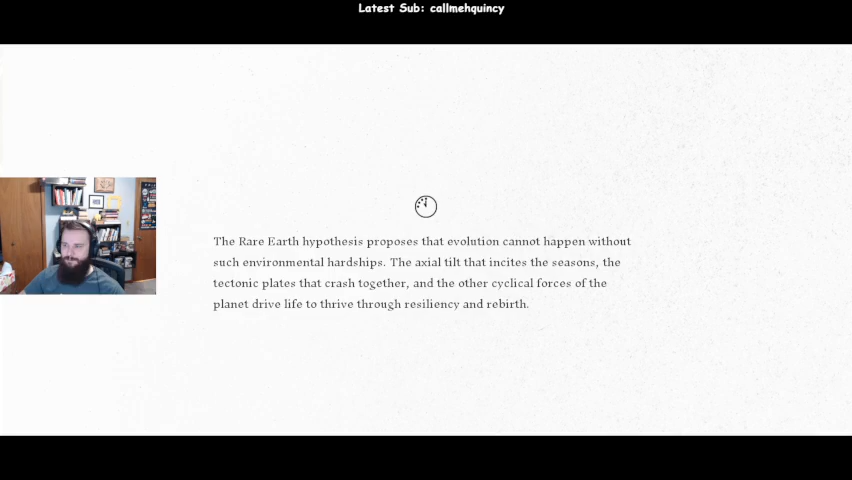 Latest Sub: callmehquincy
The Rare Earth hypothesis proposes that evolution cannot happen without
such environmental hardships. The axial tilt that incites the seasons, the
tectonic plates that crash together, and the other cyclical forces of the
planet drive life to thrive through resiliency and rebirth.